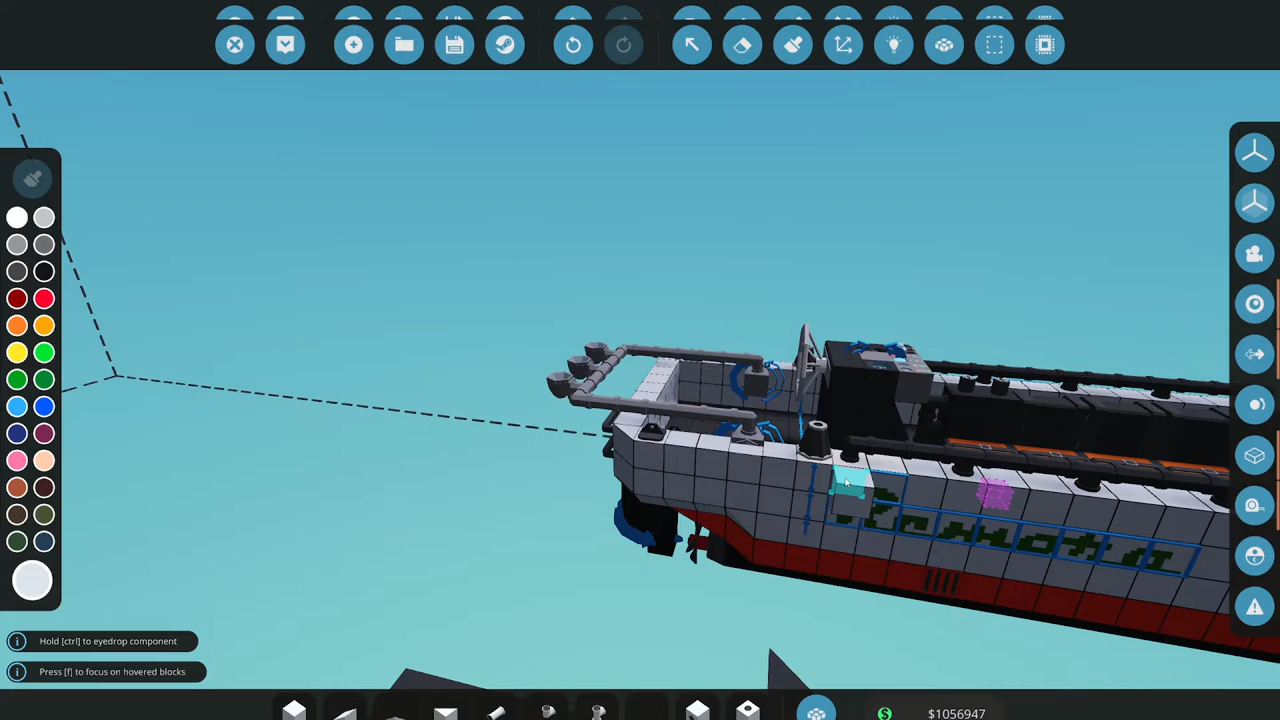 Hold [ctrl] to eyedrop component
Press [f] to focus on hovered blocks
$1056947